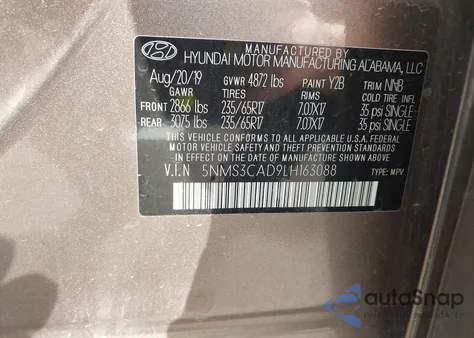 MANUFACTURED BY
HYUNDAI MOTOR MANUFACTURING ALABAMA, LLC
Aug/20/19 GVWR 4872 lbs PAINT Y2B TRIM NNB
GAWR TIRES RIMS COLD TIRE INFL
FRONT 2866 lbs 235/65R17 7.0JX17 35 psi SINGLE
REAR 3075 lbs 235/65R17 7.0JX17 35 psi SINGLE
THIS VEHICLE CONFORMS TO ALL APPLICABLE U.S.A. FEDERAL
MOTOR VEHICLE SAFETY AND THEFT PREVENTION STANDARDS
IN EFFECT ON THE DATE OF MANUFACTURE SHOWN ABOVE.
V.I.N 5NMS3CAD9LH163088 TYPE: MPV
autoSnap